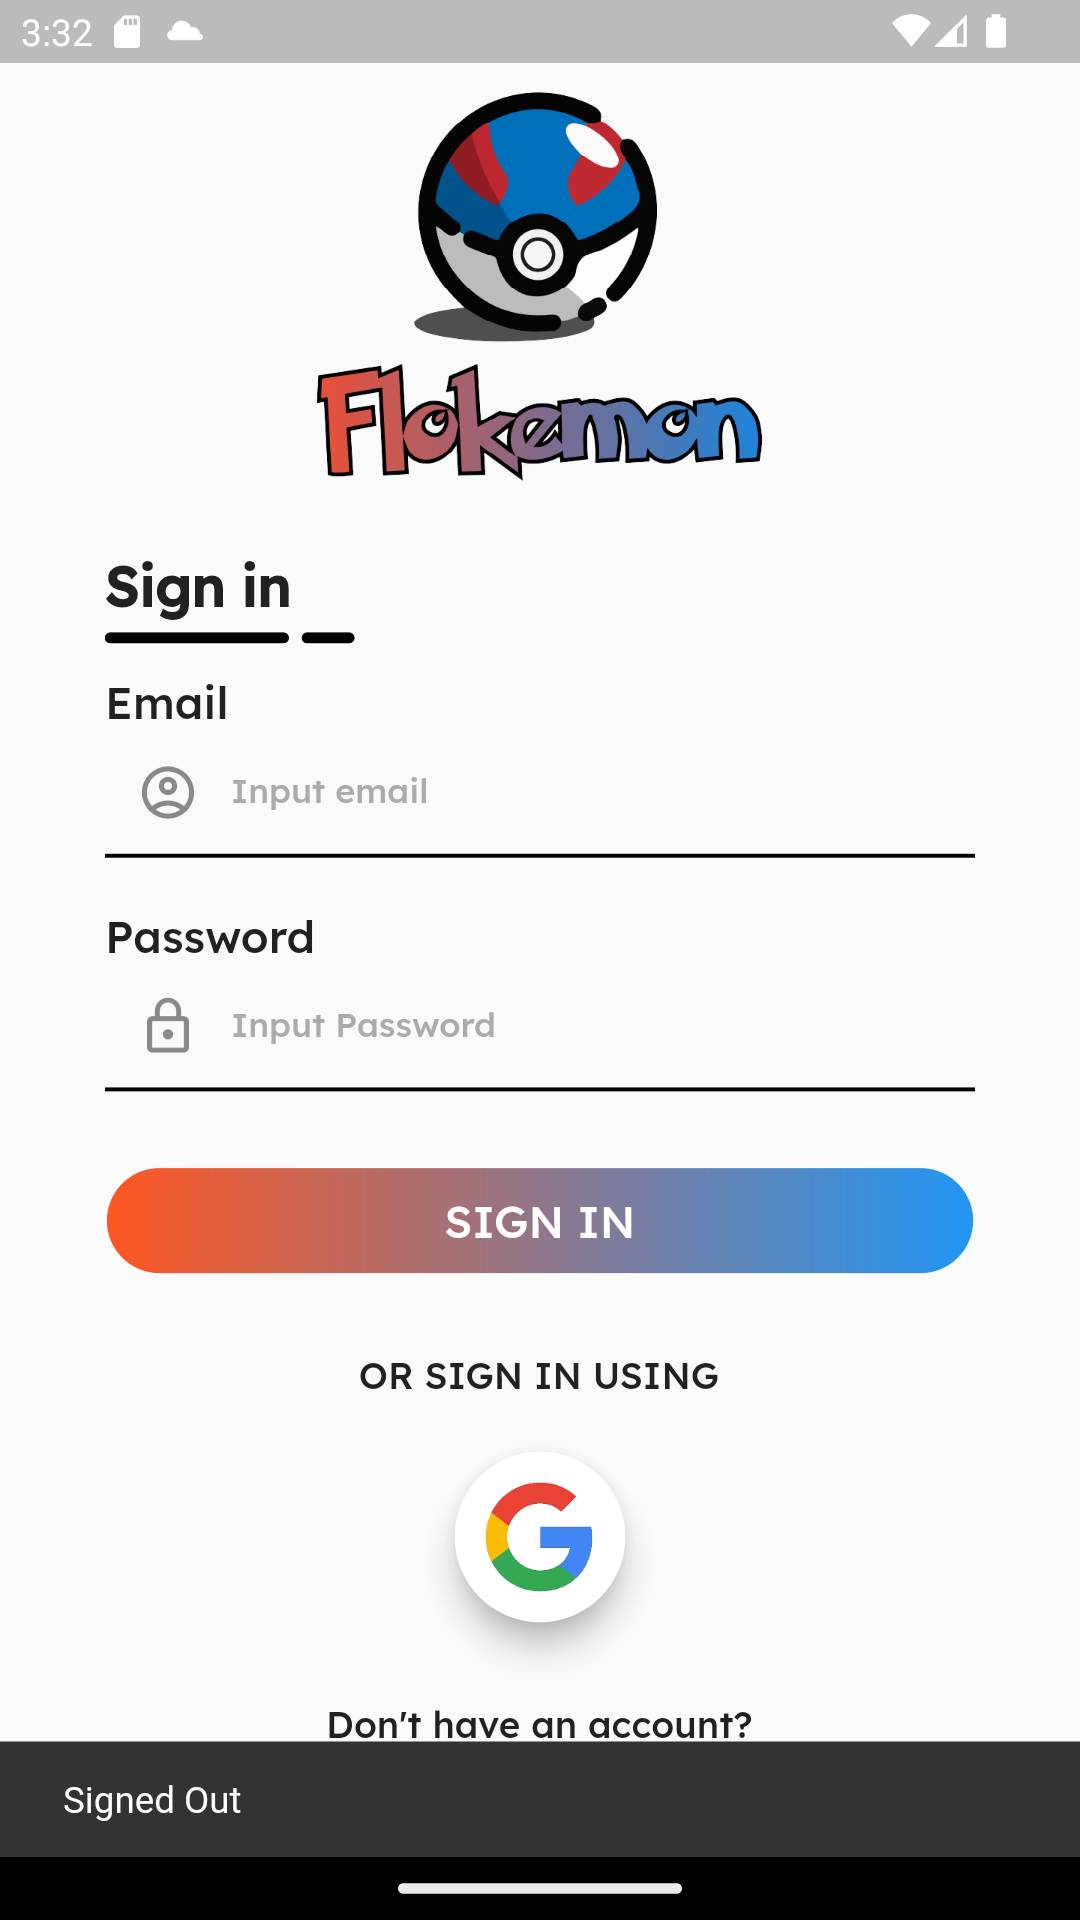 3:32
Flokemon
Sign in
Email
Input email
Password
Input Password
SIGN IN
OR SIGN IN USING
G
Don't have an account?
Signed Out